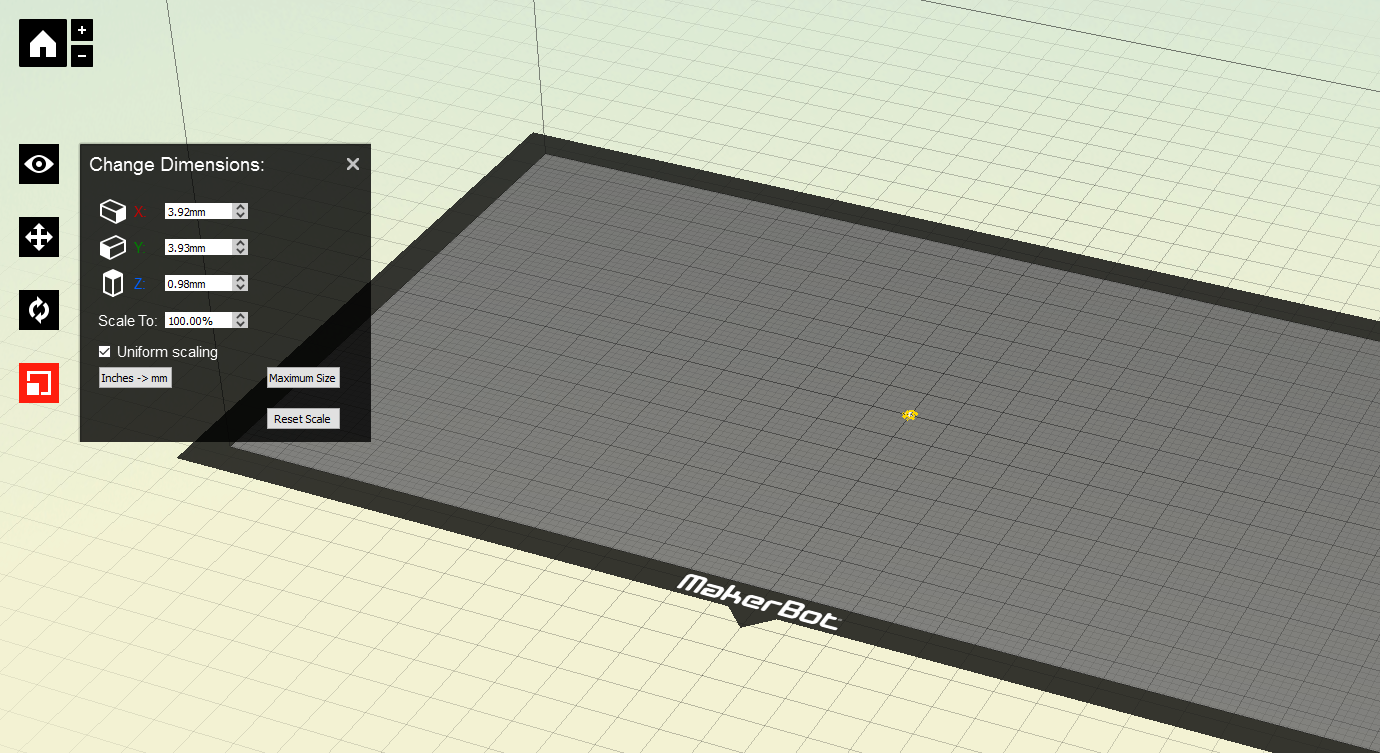 +
-
Change Dimensions:
X: 3.92mm
Y: 3.93mm
Z: 0.98mm
Scale To: 100.00%
Uniform scaling
Inches -> mm Maximum Size
Reset Scale
MakerBot